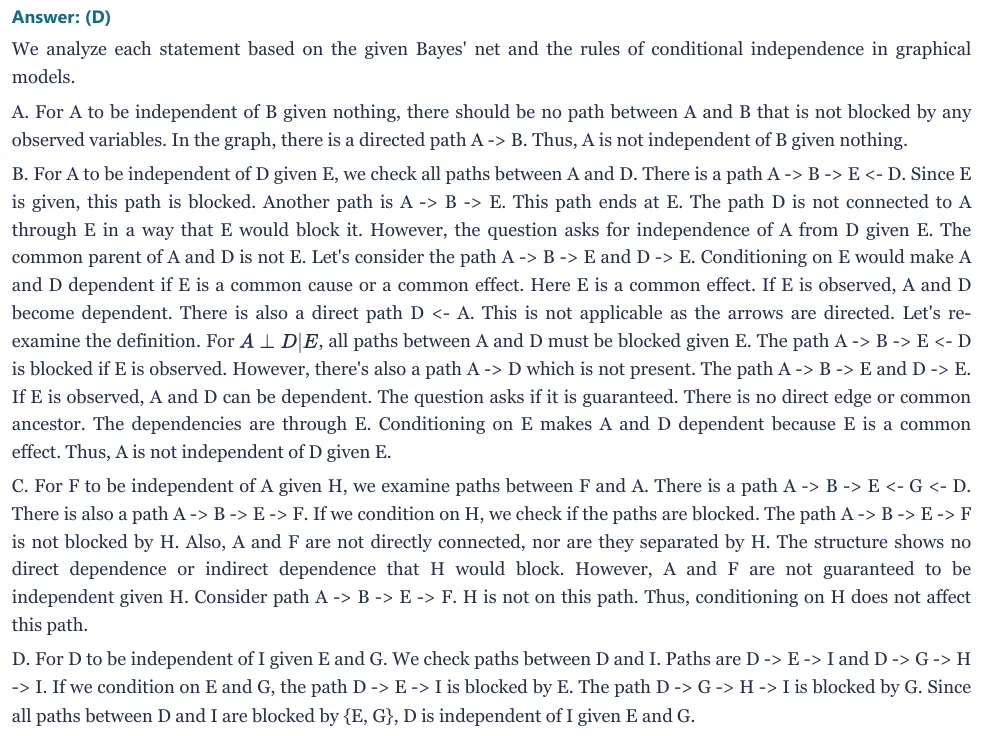 Answer: (D)
We analyze each statement based on the given Bayes' net and the rules of conditional independence in graphical
models.
A. For A to be independent of B given nothing, there should be no path between A and B that is not blocked by any
observed variables. In the graph, there is a directed path A -> B. Thus, A is not independent of B given nothing.
B. For A to be independent of D given E, we check all paths between A and D. There is a path A -> B -> E <- D. Since E
is given, this path is blocked. Another path is A -> B -> E. This path ends at E. The path D is not connected to A
through E in a way that E would block it. However, the question asks for independence of A from D given E. The
common parent of A and D is not E. Let's consider the path A -> B -> E and D -> E. Conditioning on E would make A
and D dependent if E is a common cause or a common effect. Here E is a common effect. If E is observed, A and D
become dependent. There is also a direct path D <- A. This is not applicable as the arrows are directed. Let's re-
examine the definition. For A ⊥ D|E, all paths between A and D must be blocked given E. The path A -> B -> E <- D
is blocked if E is observed. However, there's also a path A -> D which is not present. The path A -> B -> E and D -> E.
If E is observed, A and D can be dependent. The question asks if it is guaranteed. There is no direct edge or common
ancestor. The dependencies are through E. Conditioning on E makes A and D dependent because E is a common
effect. Thus, A is not independent of D given E.
C. For F to be independent of A given H, we examine paths between F and A. There is a path A -> B -> E <- G <- D.
There is also a path A -> B -> E -> F. If we condition on H, we check if the paths are blocked. The path A -> B -> E -> F
is not blocked by H. Also, A and F are not directly connected, nor are they separated by H. The structure shows no
direct dependence or indirect dependence that H would block. However, A and F are not guaranteed to be
independent given H. Consider path A -> B -> E -> F. H is not on this path. Thus, conditioning on H does not affect
this path.
D. For D to be independent of I given E and G. We check paths between D and I. Paths are D -> E -> I and D -> G -> H
-> I. If we condition on E and G, the path D -> E -> I is blocked by E. The path D -> G -> H -> I is blocked by G. Since
all paths between D and I are blocked by {E, G}, D is independent of I given E and G.